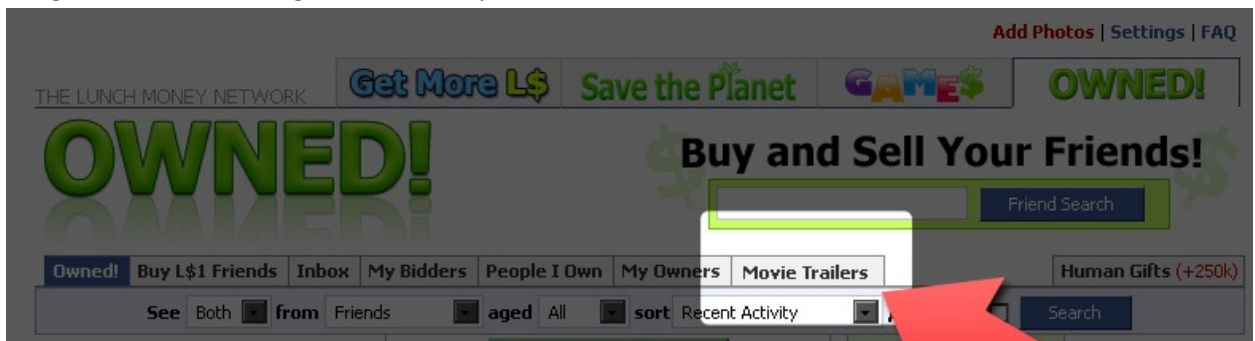 Add Photos | Settings | FAQ
THE LUNCH MONEY NETWORK Get More L$ Save the Planet GAME$ OWNED!
OWNED! Buy and Sell Your Friends!
Friend Search
Owned! Buy L$1 Friends Inbox My Bidders People I Own My Owners Movie Trailers Human Gifts (+250k)
See Both from Friends aged All sort Recent Activity Search